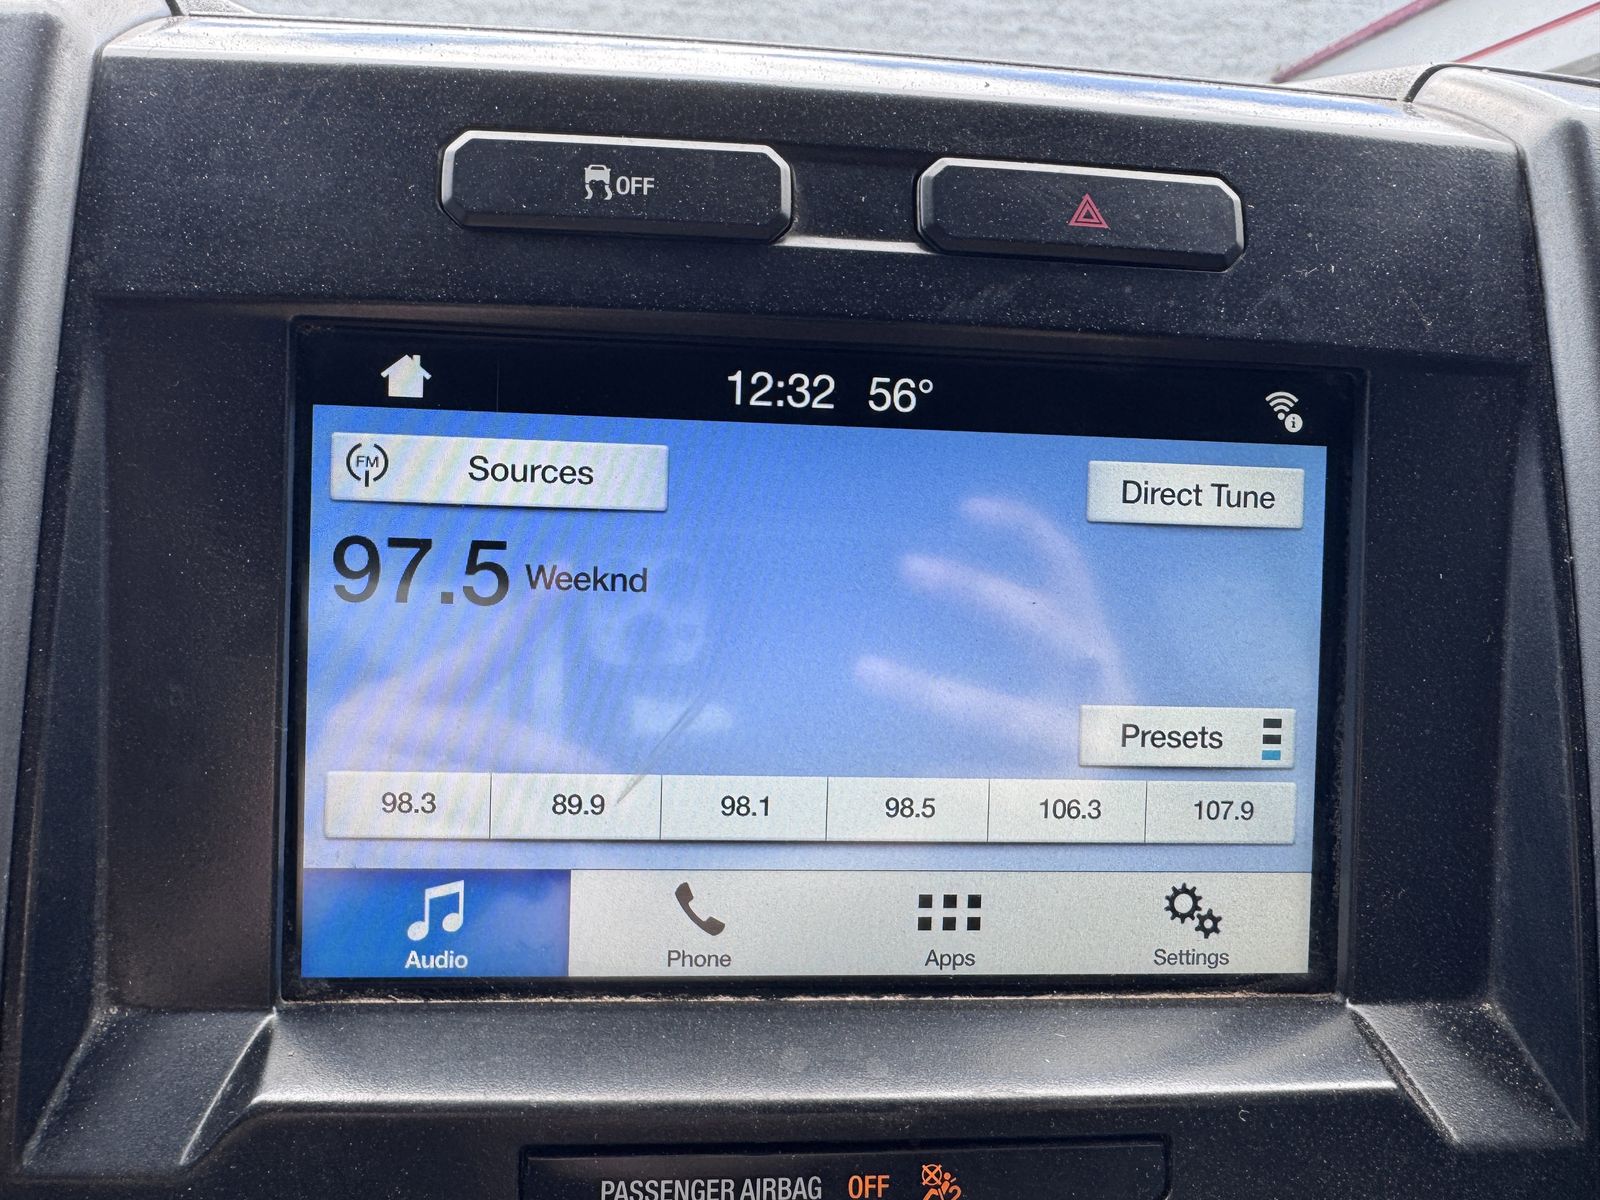 OFF
12:32 56°
FM Sources
Direct Tune
97.5 Weeknd
Presets
98.3 89.9 98.1 98.5 106.3 107.9
Audio Phone Apps Settings
PASSENGER AIRBAG OFF